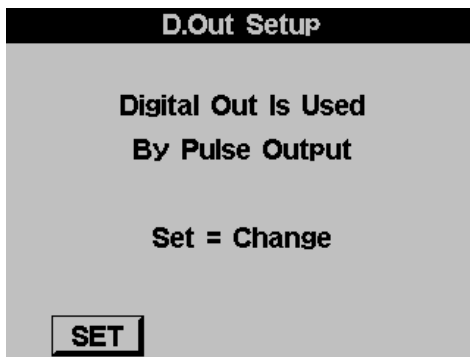 D.Out Setup
Digital Out Is Used
By Pulse Output
Set = Change
SET